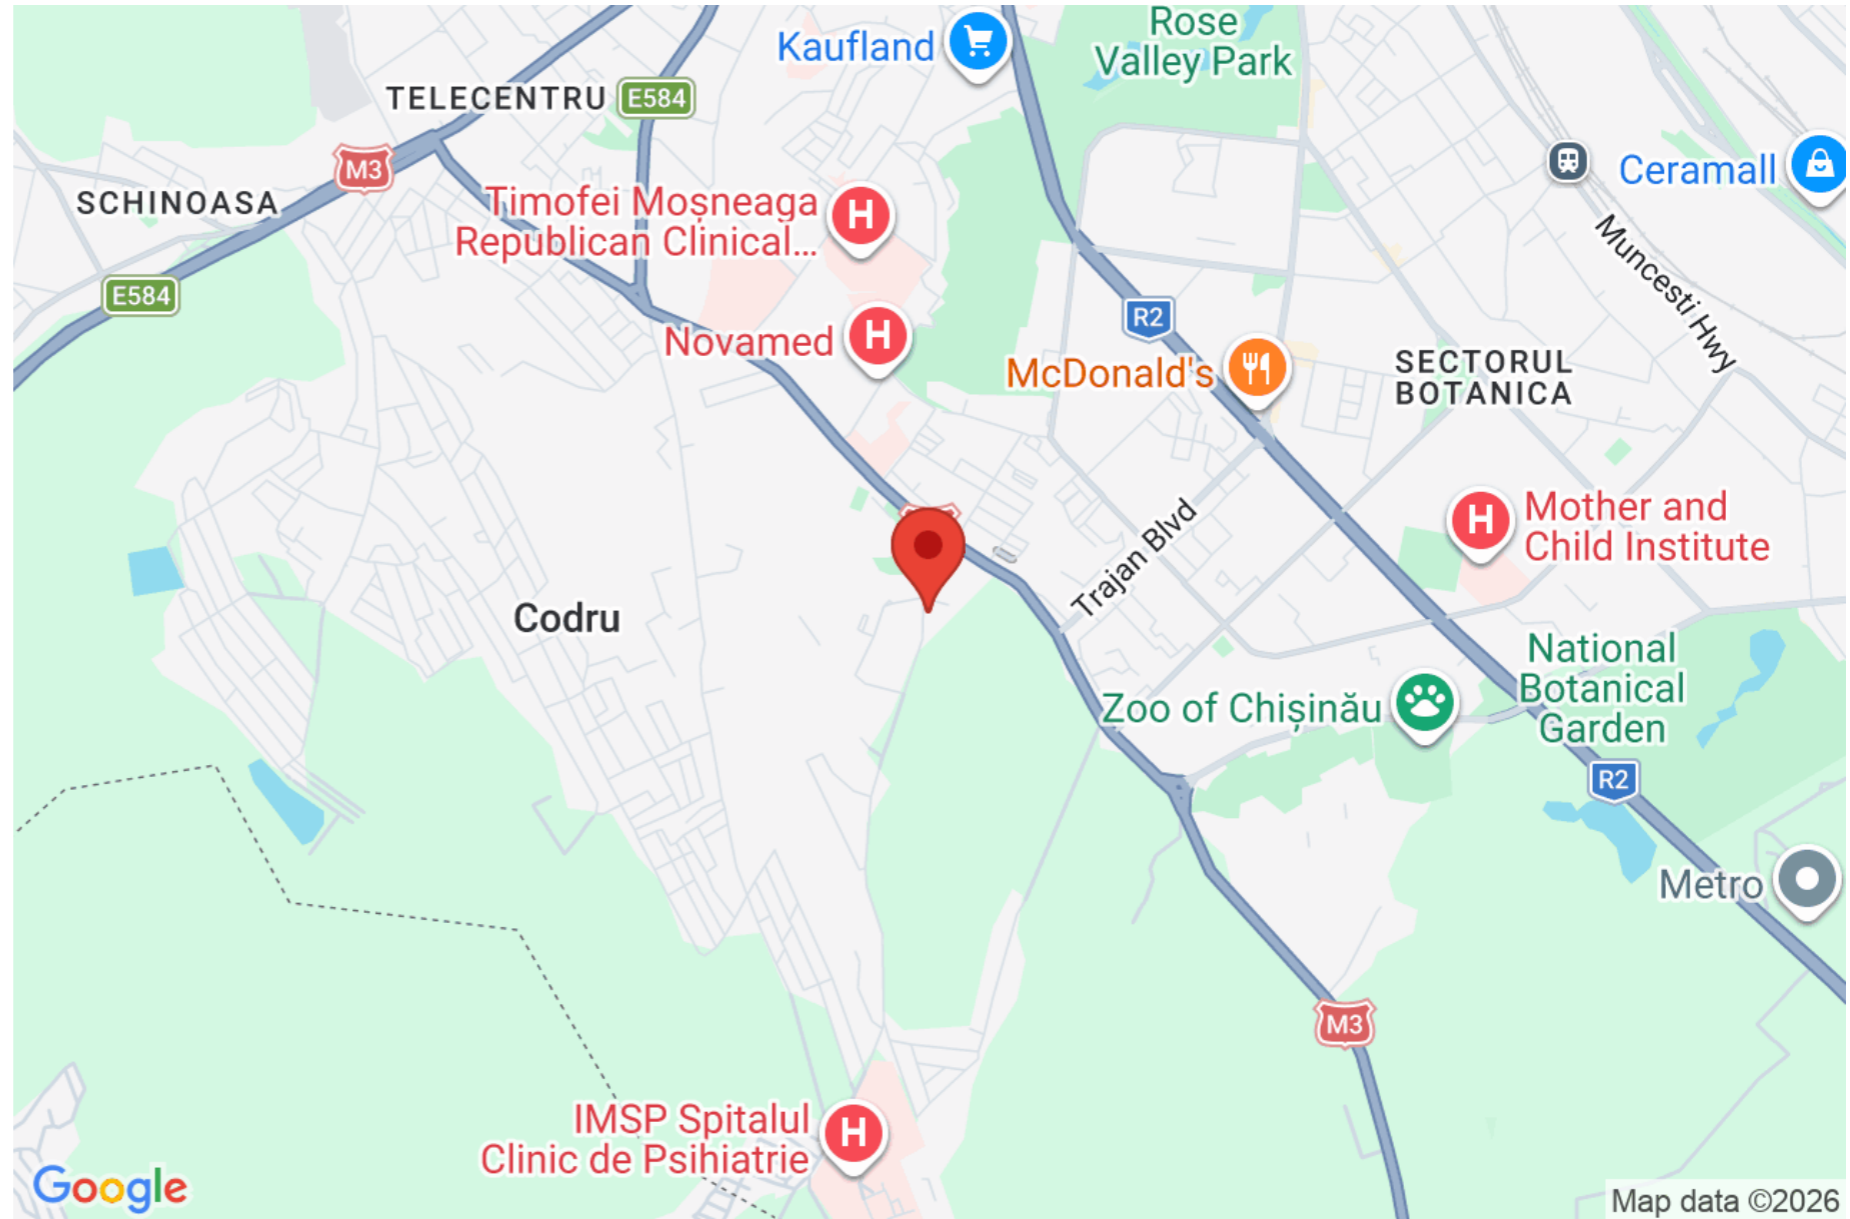 Rose
Valley Park
Kaufland
TELECENTRU
E584
M3
Ceramall
SCHINOASA
Timofei Moșneaga
Republican Clinical...
Muncesti Hwy
E584
R2
Novamed
McDonald's
SECTORUL
BOTANICA
Trajan Blvd
Mother and
Child Institute
Codru
National
Botanical
Garden
Zoo of Chișinău
R2
Metro
M3
IMSP Spitalul
Clinic de Psihiatrie
Google
Map data ©2026